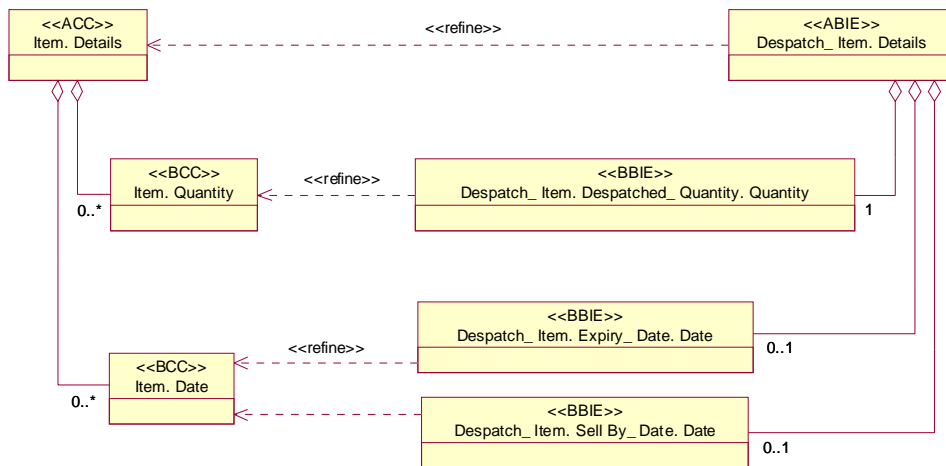 <<ACC>>
Item. Details
<<refine>>
<<ABIE>>
Despatch_ Item. Details
<<BCC>>
Item. Quantity
0..*
<<refine>>
<<BBIE>>
Despatch_ Item. Despatched_ Quantity. Quantity
1
<<BBIE>>
Despatch_ Item. Expiry_ Date. Date
0..1
<<refine>>
<<BCC>>
Item. Date
0..*
<<BBIE>>
Despatch_ Item. Sell By_ Date. Date
0..1